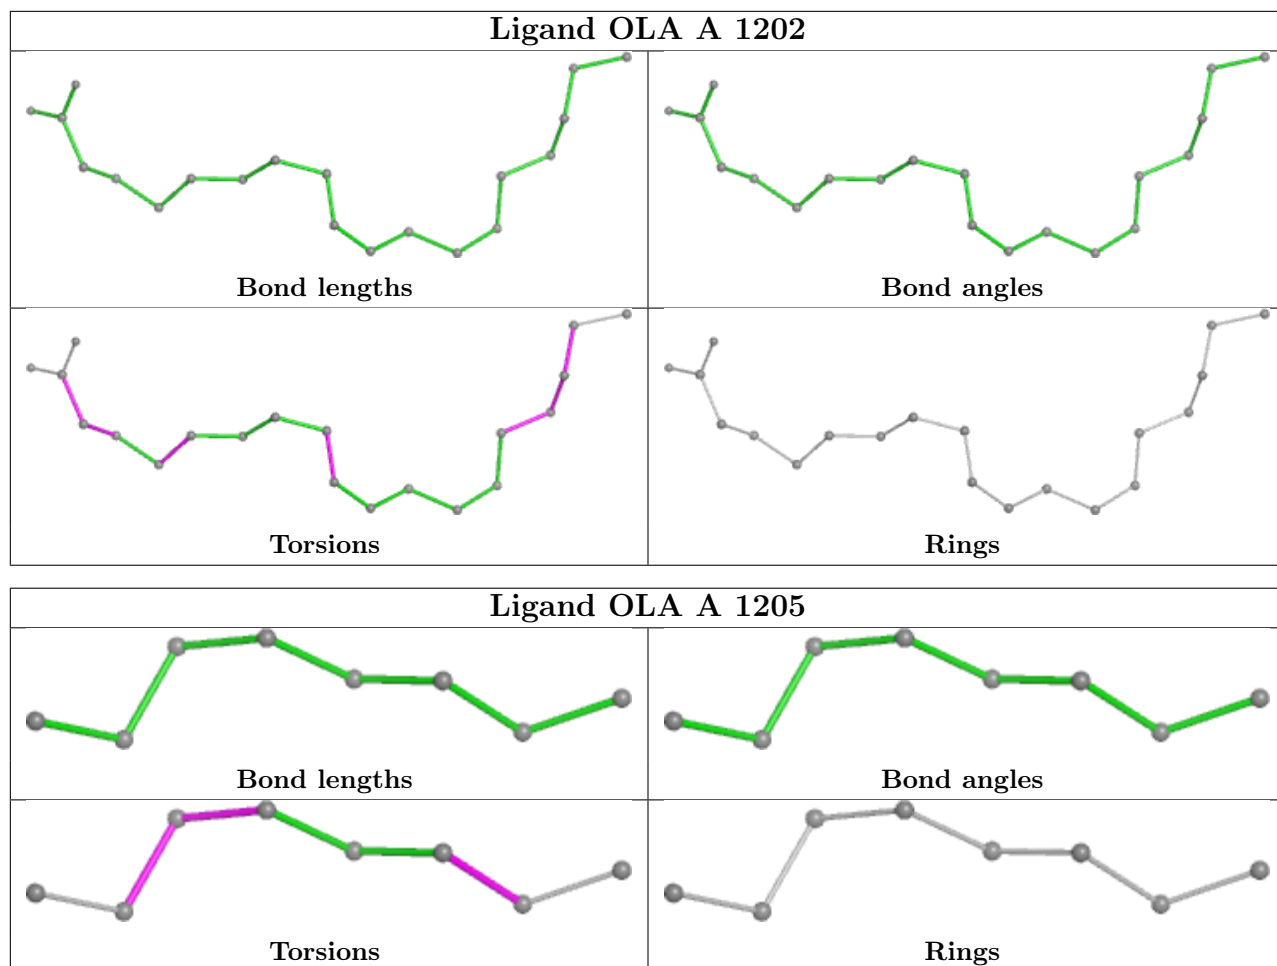 Ligand OLA A 1202
Bond lengths
Bond angles
Torsions
Rings
Ligand OLA A 1205
Bond lengths
Bond angles
Torsions
Rings